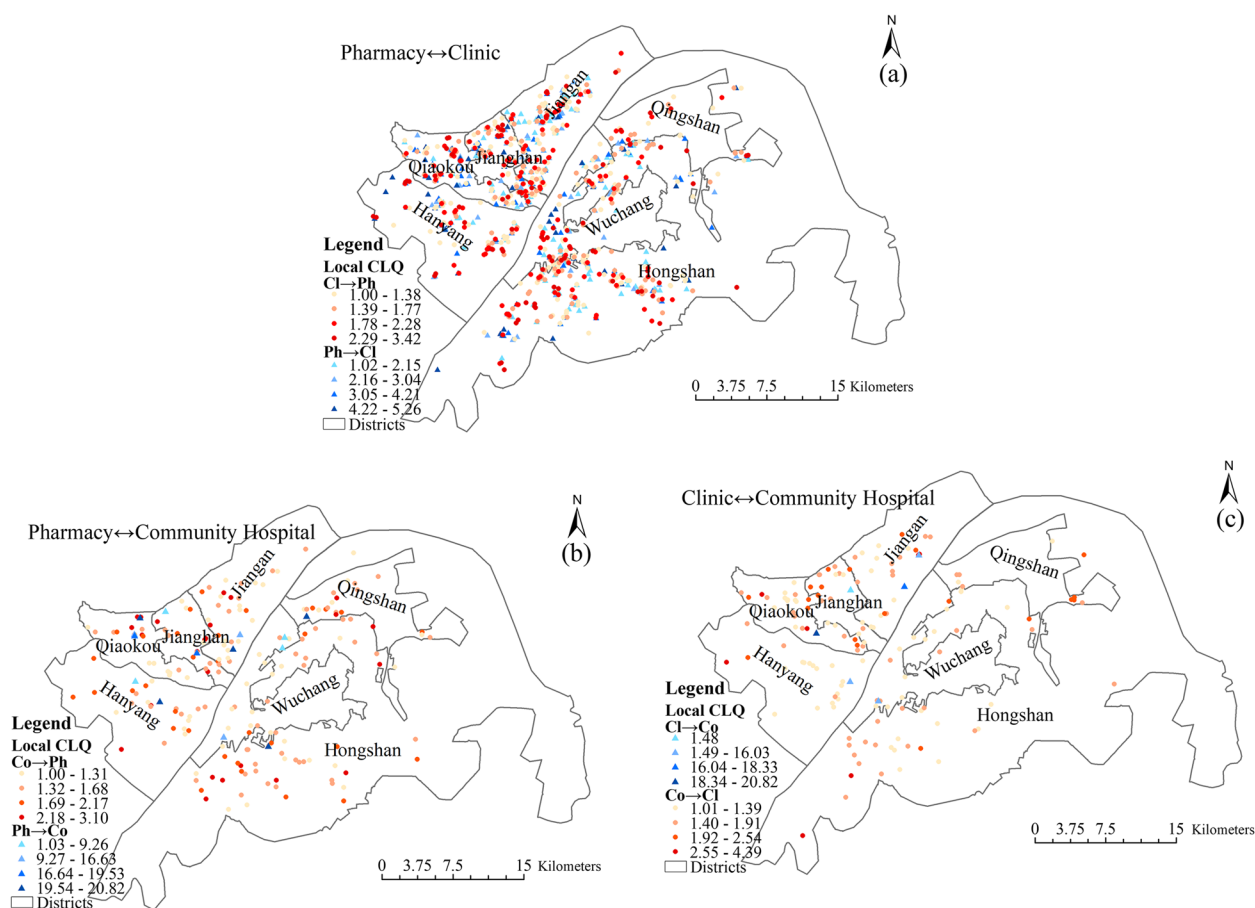 Pharmacy↔Clinic
N
(a)
Jiangan
Qingshan
Jianghan
Qiaokou
Wuchang
Hanyang
Hongshan
Legend
Local CLQ
Cl→Ph
1.00 - 1.38
1.39 - 1.77
1.78 - 2.28
2.29 - 3.42
Ph→Cl
1.02 - 2.15
2.16 - 3.04
3.05 - 4.21
4.22 - 5.26
Districts
0 3.75 7.5 15 Kilometers
Pharmacy↔Community Hospital
N
(b)
Jiangan
Qingshan
Jianghan
Qiaokou
Wuchang
Hanyang
Hongshan
Legend
Local CLQ
Co→Ph
1.00 - 1.31
1.32 - 1.68
1.69 - 2.17
2.18 - 3.10
Ph→Co
1.03 - 9.26
9.27 - 16.63
16.64 - 19.53
19.54 - 20.82
Districts
0 3.75 7.5 15 Kilometers
Clinic↔Community Hospital
N
(c)
Jiangan
Qingshan
Jianghan
Qiaokou
Wuchang
Hanyang
Hongshan
Legend
Local CLQ
Cl→Co
1.48
1.49 - 16.03
16.04 - 18.33
18.34 - 20.82
Co→Cl
1.01 - 1.39
1.40 - 1.91
1.92 - 2.54
2.55 - 4.39
Districts
0 3.75 7.5 15 Kilometers